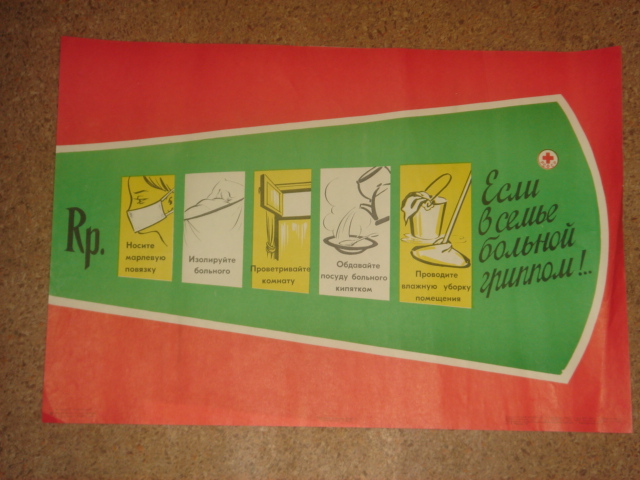 Rp.
Носите
марлевую
повязку
Изолируйте
больного
Проветривайте
комнату
Обдавайте
посуду больного
кипятком
Проводите
влажную уборку
помещения
Если
в семье
больной
гриппом!..